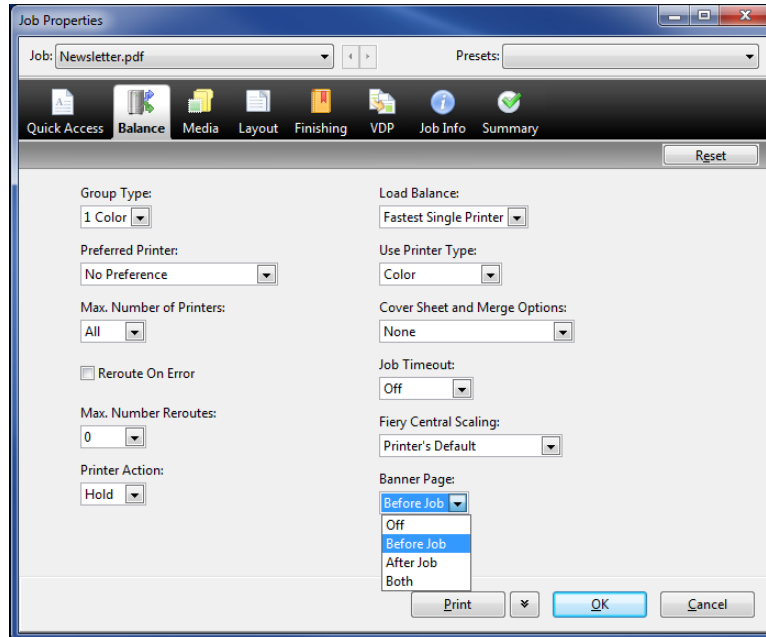 Job Properties
Job: Newsletter.pdf Presets:
Quick Access Balance Media Layout Finishing VDP Job Info Summary
Reset
Group Type:
1 Color
Preferred Printer:
No Preference
Max. Number of Printers:
All
Reroute On Error
Max. Number Reroutes:
0
Printer Action:
Hold
Load Balance:
Fastest Single Printer
Use Printer Type:
Color
Cover Sheet and Merge Options:
None
Job Timeout:
Off
Fiery Central Scaling:
Printer's Default
Banner Page:
Before Job
Off
Before Job
After Job
Both
Print OK Cancel